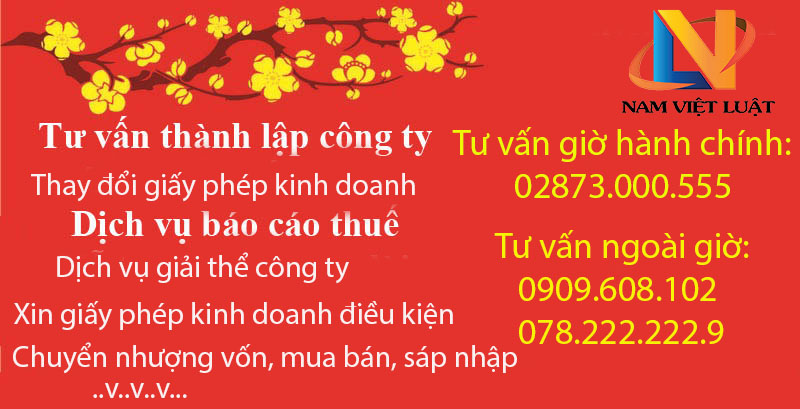 NAM VIỆT LUẬT
Tư vấn thành lập công ty
Thay đổi giấy phép kinh doanh
Dịch vụ báo cáo thuế
Dịch vụ giải thể công ty
Xin giấy phép kinh doanh điều kiện
Chuyển nhượng vốn, mua bán, sáp nhập
..v..v..v...
Tư vấn giờ hành chính:
02873.000.555
Tư vấn ngoài giờ:
0909.608.102
078.222.222.9